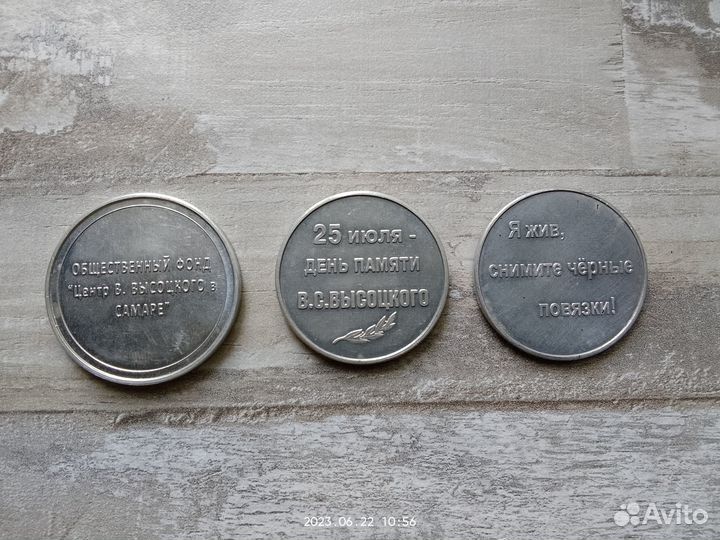 ОБЩЕСТВЕННЫЙ ФОНД
"Центр В. ВЫСОЦКОГО в
САМАРЕ"
25 июля -
ДЕНЬ ПАМЯТИ
В.С.ВЫСОЦКОГО
Я жив,
снимите чёрные
повязки!
2023.06.22 10:56
Avito